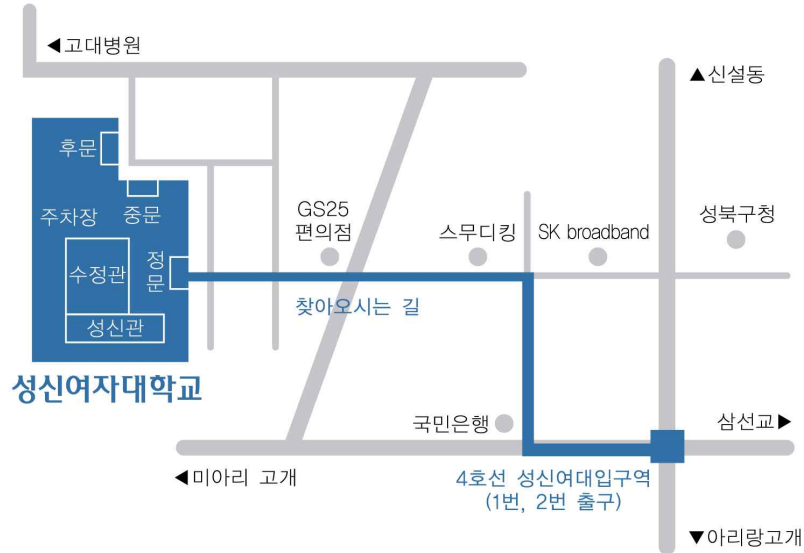 ◀고대병원
▲신설동
후문
주차장
중문
GS25
편의점
스무디킹
SK broadband
성북구청
수정관
정
문
성신관
찾아오시는 길
성신여자대학교
국민은행
삼선교▶
◀미아리 고개
4호선 성신여대입구역
(1번, 2번 출구)
▼아리랑고개